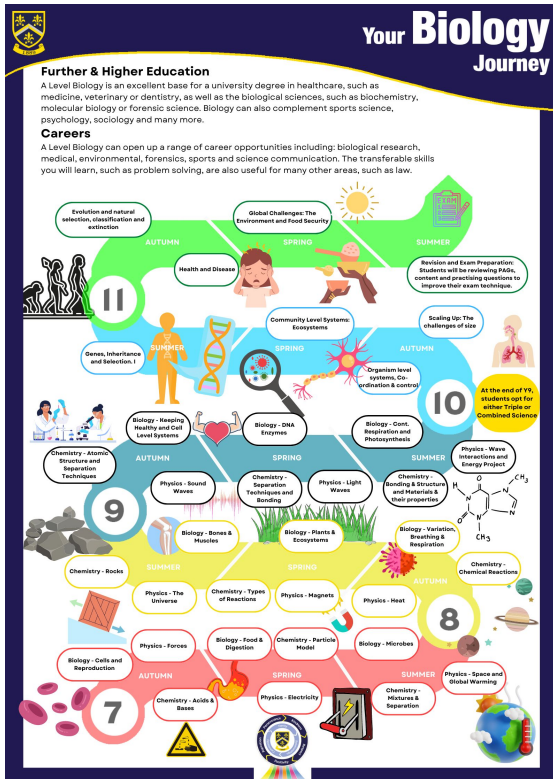 Your Biology
Journey
Further & Higher Education
A Level Biology is an excellent base for a university degree in healthcare, such as
medicine, veterinary or dentistry, as well as the biological sciences, such as biochemistry,
molecular biology or forensic science. Biology can also complement sports science,
psychology, sociology and many more.
Careers
A Level Biology can open up a range of career opportunities including: biological research,
medical, environmental, forensics, sports and science communication. The transferable skills
you will learn, such as problem solving, are also useful for many other areas, such as law.
EXAM
Evolution and natural
selection, classification and
extinction
Global Challenges: The
Environment and Food Security
AUTUMN
SPRING
SUMMER
Health and Disease
Revision and Exam Preparation:
Students will be reviewing PAGs,
content and practising questions to
improve their exam technique.
11
Community Level Systems:
Ecosystems
Scaling Up: The
challenges of size
SUMMER
SPRING
AUTUMN
Genes, Inheritance
and Selection. I
Organism level
systems, Co-
ordination & control
10
At the end of Y9,
students opt for
either Triple or
Combined Science
Biology - Keeping
Healthy and Cell
Level Systems
Biology - DNA
Enzymes
Biology - Cont.
Respiration and
Photosynthesis
Chemistry - Atomic
Structure and
Separation
Techniques
AUTUMN
SPRING
SUMMER
Physics - Wave
Interactions and
Energy Project
Physics - Sound
Waves
Chemistry -
Separation
Techniques and
Bonding
Physics - Light
Waves
Chemistry -
Bonding & Structure
and Materials &
their properties
O
CH₃
H
N
N
N
N
O
CH₃
9
Biology - Bones &
Muscles
Biology - Plants &
Ecosystems
Biology - Variation,
Breathing &
Respiration
Chemistry - Rocks
SUMMER
SPRING
AUTUMN
Chemistry -
Chemical Reactions
Physics - The
Universe
Chemistry - Types
of Reactions
Physics - Magnets
Physics - Heat
8
Physics - Forces
Biology - Food &
Digestion
Chemistry - Particle
Model
Biology - Microbes
Biology - Cells and
Reproduction
AUTUMN
SPRING
SUMMER
Physics - Space and
Global Warming
7
Chemistry - Acids &
Bases
Physics - Electricity
Chemistry -
Mixtures &
Separation